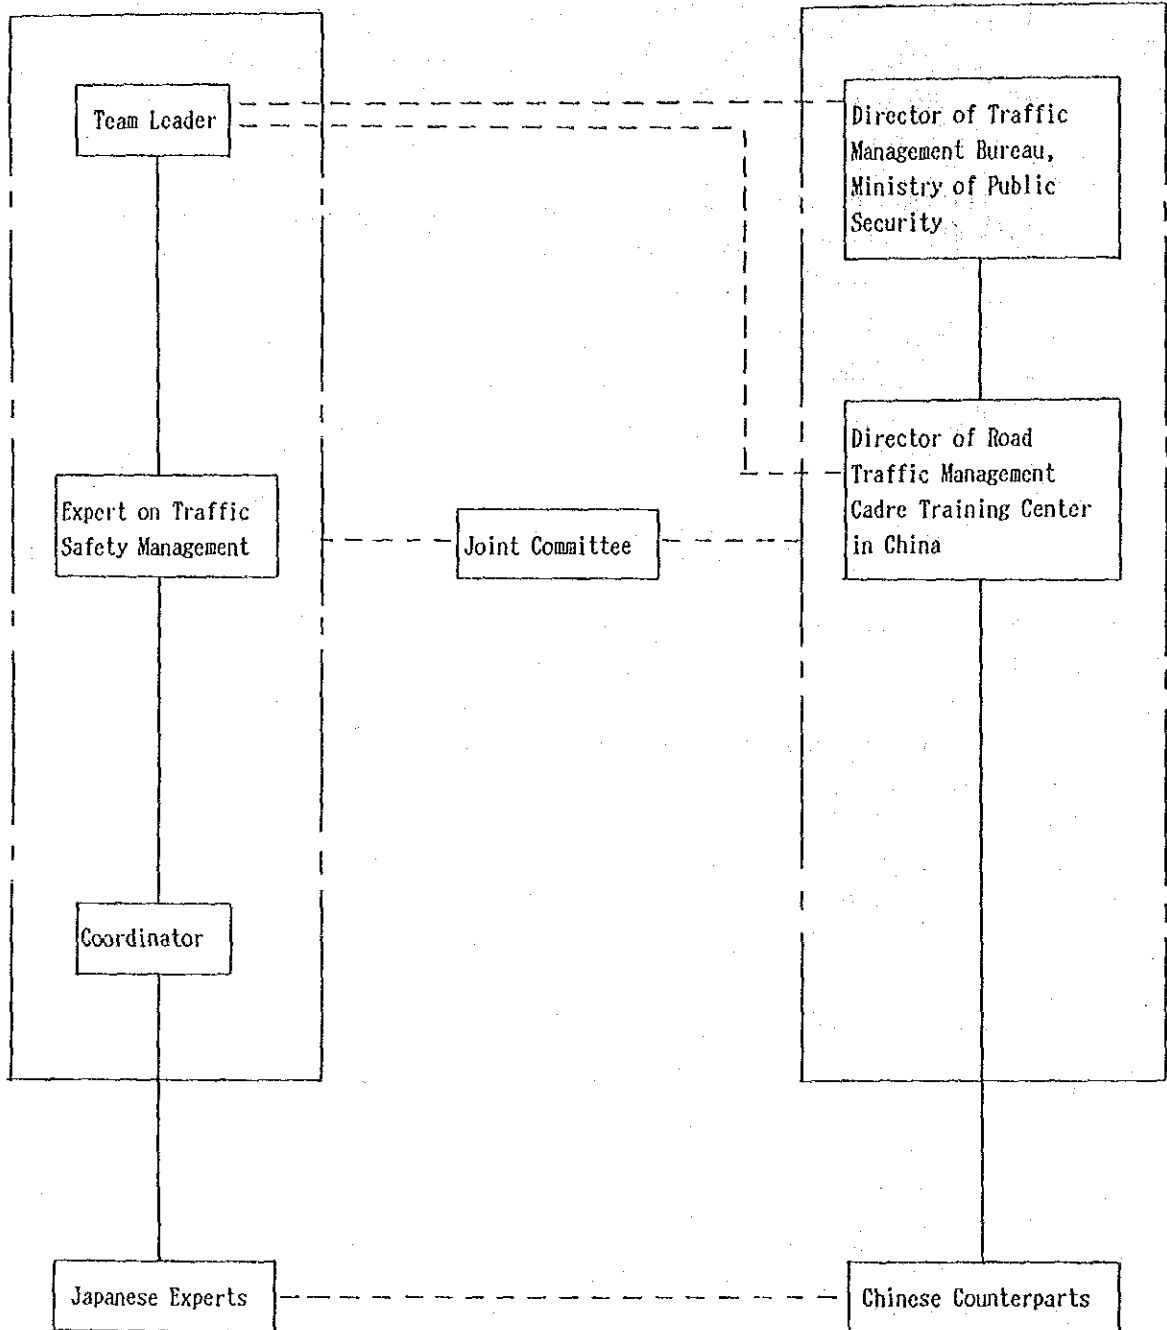 Team Leader
Director of Traffic
Management Bureau,
Ministry of Public
Security
Director of Road
Traffic Management
Cadre Training Center
in China
Expert on Traffic
Safety Management
Joint Committee
Coordinator
Japanese Experts
Chinese Counterparts